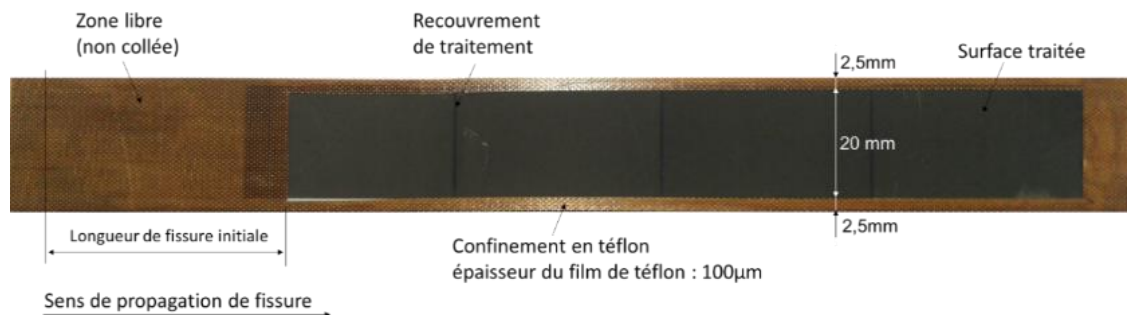 Zone libre
(non collée)
Recouvrement
de traitement
Surface traitée
2,5mm
20 mm
2,5mm
Longueur de fissure initiale
Confinement en téflon
épaisseur du film de téflon : 100µm
Sens de propagation de fissure